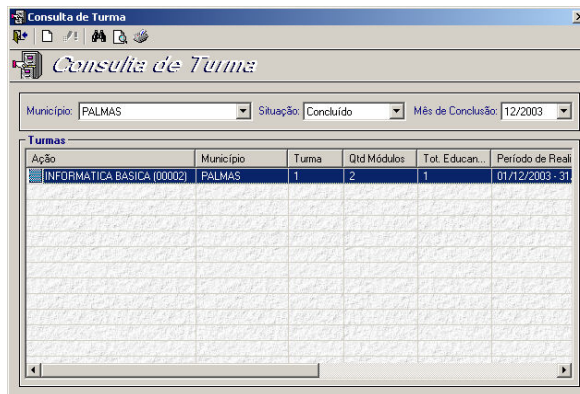 Consulta de Turma
Consulta de Turma
Município: PALMAS Situação: Concluído Mês de Conclusão: 12/2003
Turmas
Ação Município Turma Qtd Módulos Tot. Educan... Período de Reali
INFORMATICA BASICA (00002) PALMAS 1 2 1 01/12/2003 - 31.